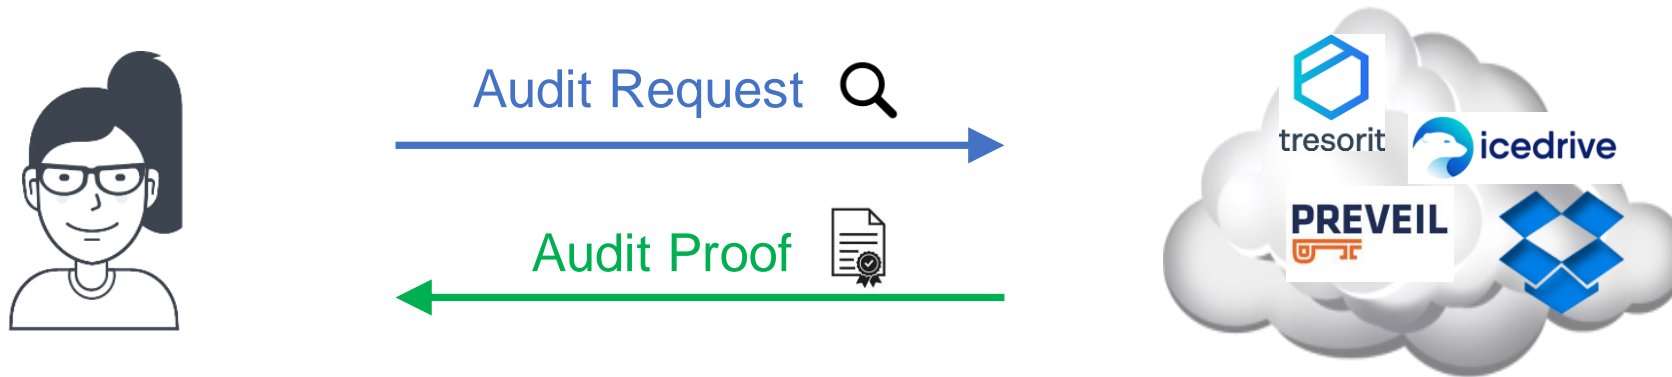 Audit Request
Audit Proof
tresorit
icedrive
PREVEIL